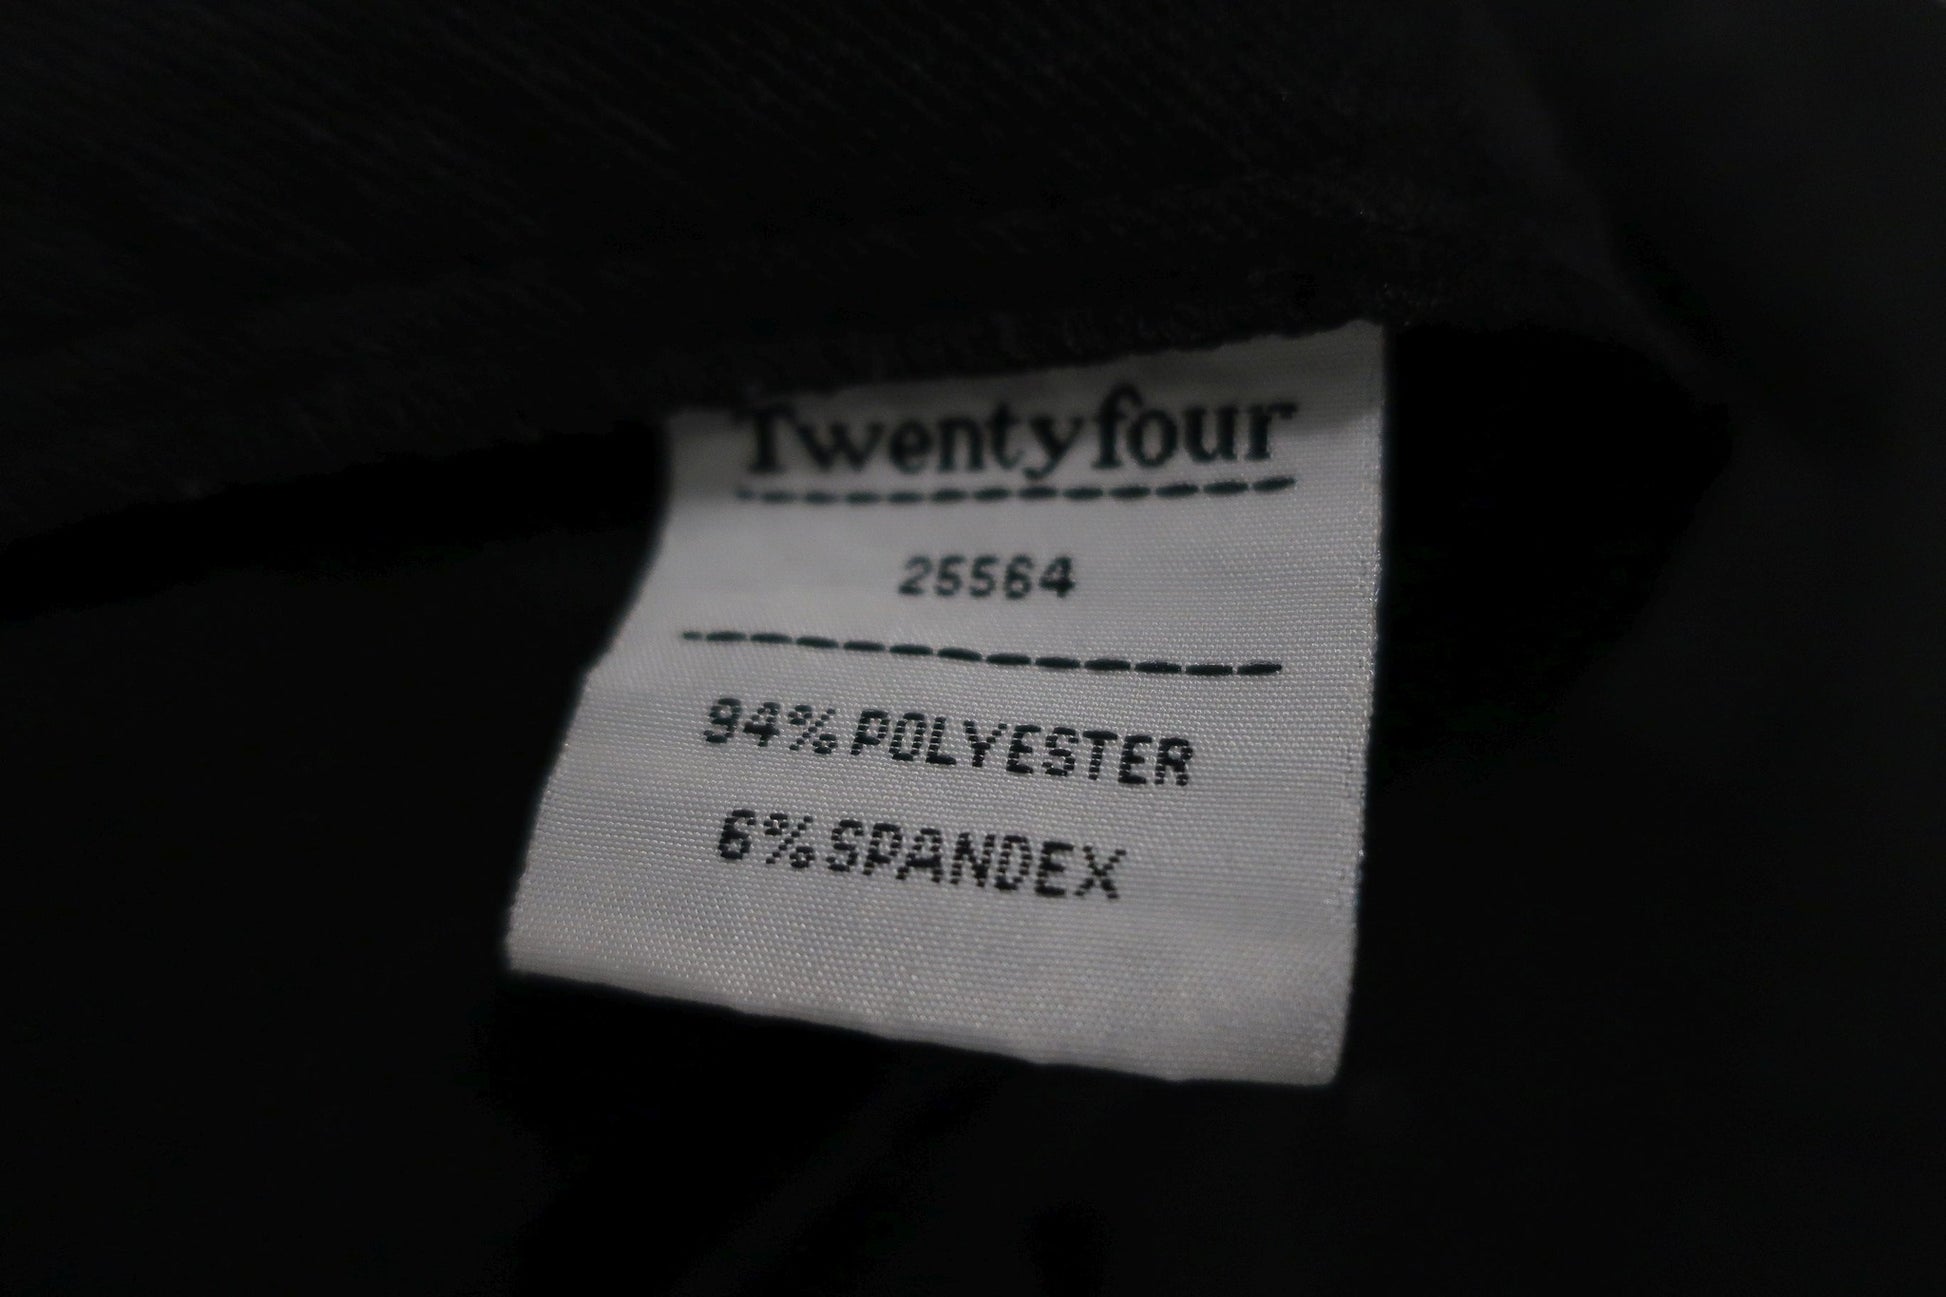 Twentyfour
25564
94% POLYESTER
6% SPANDEX